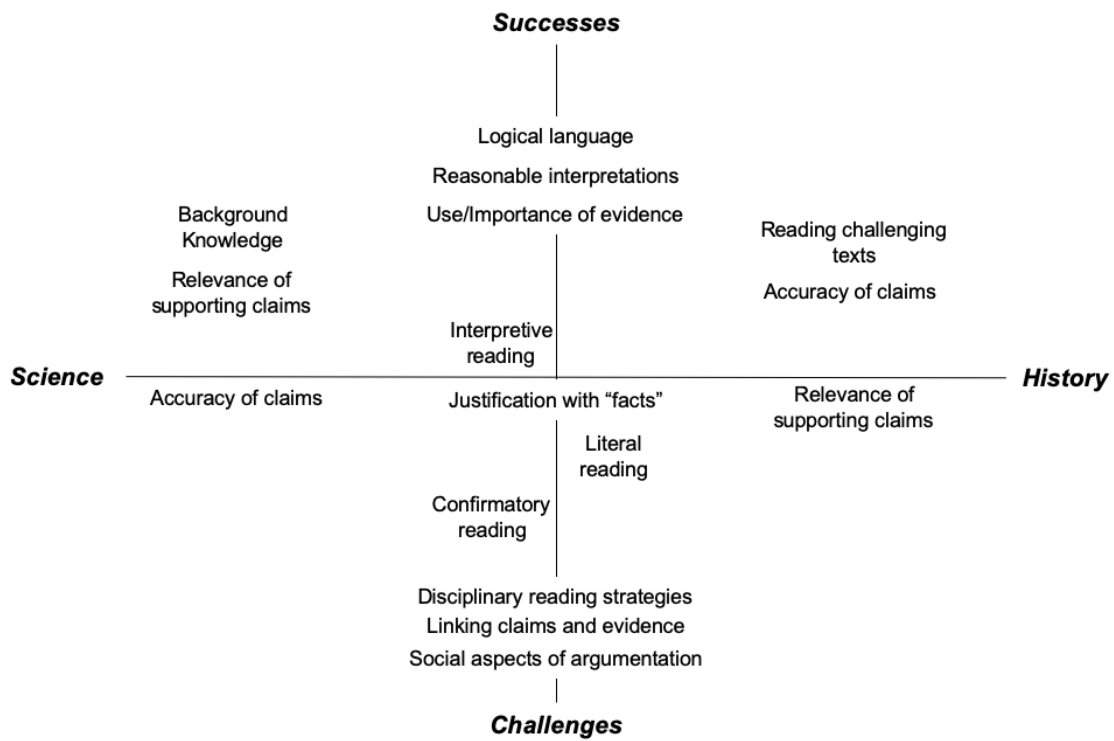 Successes
Logical language
Reasonable interpretations
Use/Importance of evidence
Background
Knowledge
Relevance of
supporting claims
Reading challenging
texts
Accuracy of claims
Interpretive
reading
Science
History
Accuracy of claims
Justification with “facts”
Relevance of
supporting claims
Literal
reading
Confirmatory
reading
Disciplinary reading strategies
Linking claims and evidence
Social aspects of argumentation
Challenges